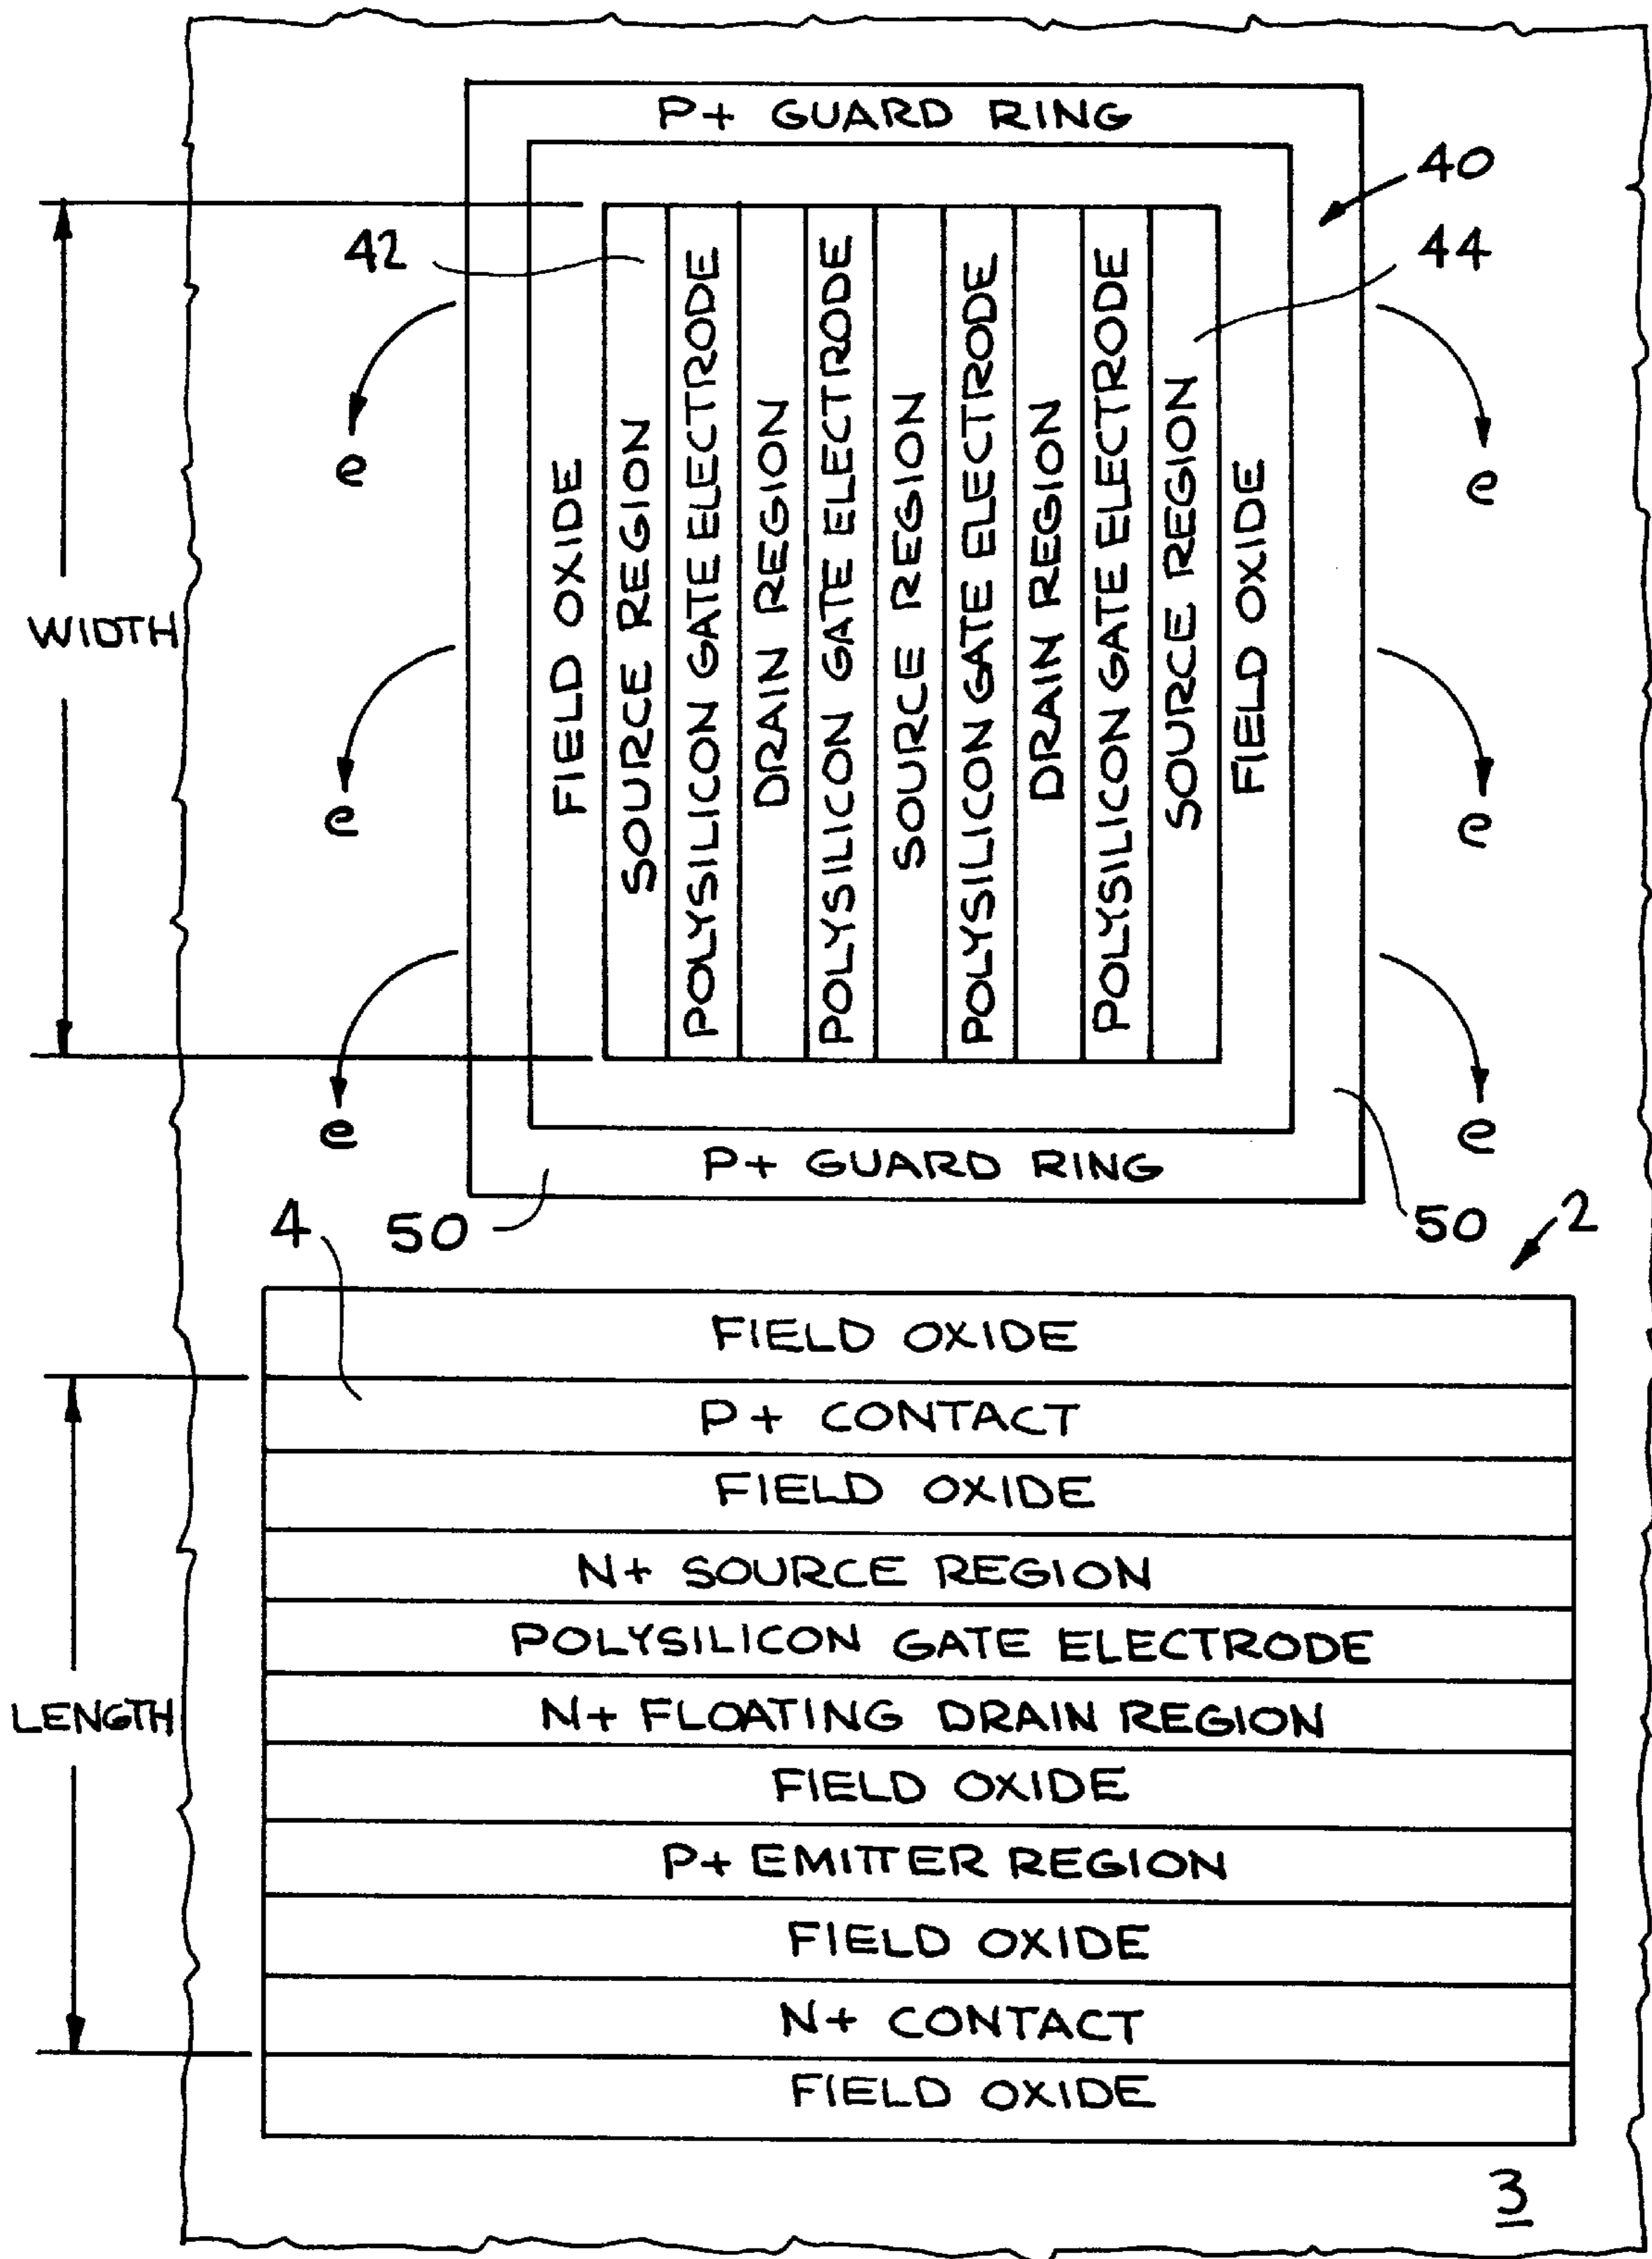 P+ GUARD RING
40
42
44
FIELD OXIDE
SOURCE REGION
POLYSILICON GATE ELECTRODE
DRAIN REGION
POLYSILICON GATE ELECTRODE
SOURCE REGION
POLYSILICON GATE ELECTRODE
DRAIN REGION
POLYSILICON GATE ELECTRODE
SOURCE REGION
FIELD OXIDE
e
e
WIDTH
e
e
e
e
P+ GUARD RING
4
50
50
2
FIELD OXIDE
P+ CONTACT
FIELD OXIDE
N+ SOURCE REGION
POLYSILICON GATE ELECTRODE
LENGTH
N+ FLOATING DRAIN REGION
FIELD OXIDE
P+ EMITTER REGION
FIELD OXIDE
N+ CONTACT
FIELD OXIDE
3